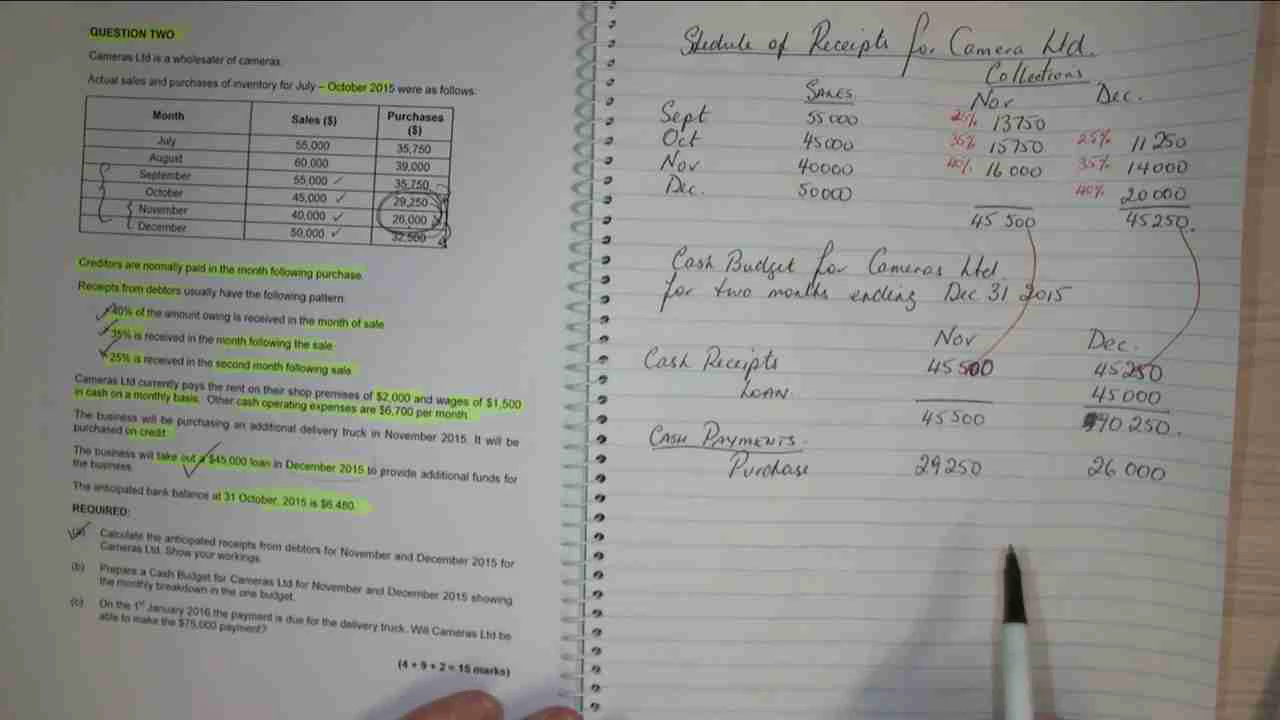 QUESTION TWO
Cameras Ltd is a wholesaler of cameras.
Actual sales and purchases of inventory for July – October 2015 were as follows:
Month Sales ($) Purchases ($)
July 55,000 35,750
August 60,000 39,000
September 55,000 35,750
October 45,000 29,250
November 40,000 26,000
December 50,000 32,500
Creditors are normally paid in the month following purchase.
Receipts from debtors usually have the following pattern:
40% of the amount owing is received in the month of sale
35% is received in the month following the sale
25% is received in the second month following sale
Cameras Ltd currently pays the rent on their shop premises of $2,000 and wages of $1,500
in cash on a monthly basis. Other cash operating expenses are $6,700 per month.
The business will be purchasing an additional delivery truck in November 2015. It will be
purchased on credit.
The business will take out a $45,000 loan in December 2015 to provide additional funds for
the business.
The anticipated bank balance at 31 October, 2015 is $6,480.
REQUIRED:
(a) Calculate the anticipated receipts from debtors for November and December 2015 for
Cameras Ltd. Show your workings.
(b) Prepare a Cash Budget for Cameras Ltd for November and December 2015 showing
the monthly breakdown in the one budget.
(c) On the 1st January 2016 the payment is due for the delivery truck. Will Cameras Ltd be
able to make the $75,000 payment?
(4 + 9 + 2 = 15 marks)
Shedule of Receipts for Camera Ltd.
Collections
SALES Nov Dec.
Sept 55000 25% 13750
Oct 45000 35% 15750 25% 11250
Nov 40000 40% 16000 35% 14000
Dec. 50000 40% 20000
45 500 45250.
Cash Budget for Cameras Ltd
for two months ending Dec 31 2015
Nov Dec.
Cash Receipts 45500 45250
LOAN 45000
45500 90250.
CASH PAYMENTS.
Purchase 29250 26000